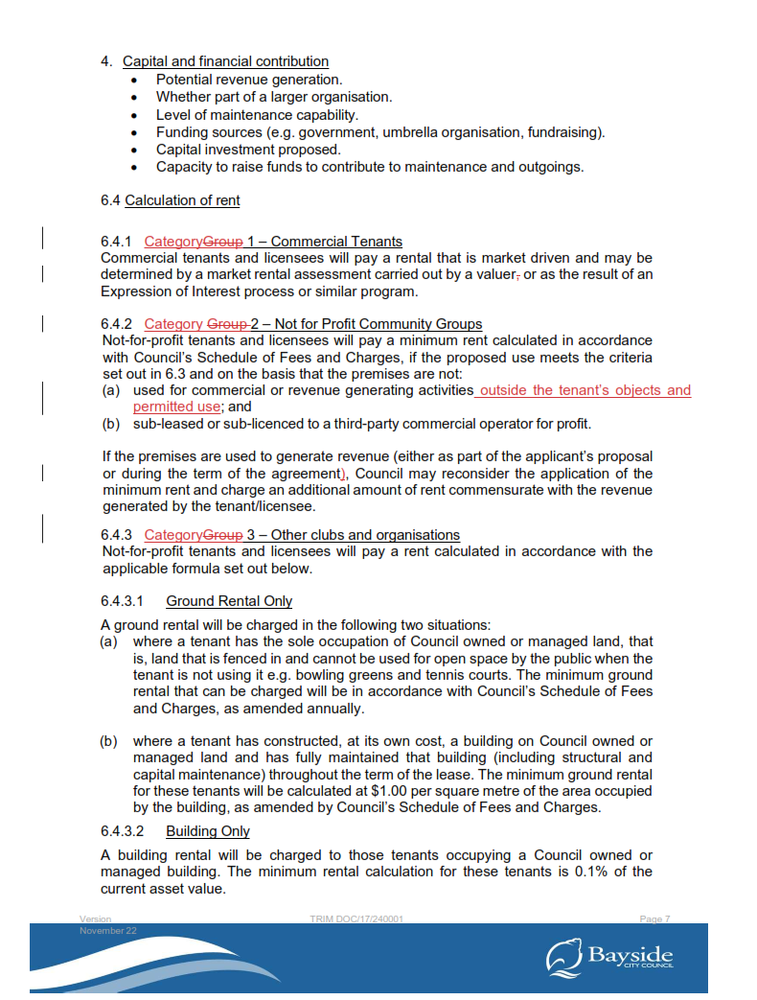 4. Capital and financial contribution
• Potential revenue generation.
• Whether part of a larger organisation.
• Level of maintenance capability.
• Funding sources (e.g. government, umbrella organisation, fundraising).
• Capital investment proposed.
• Capacity to raise funds to contribute to maintenance and outgoings.
6.4 Calculation of rent
6.4.1 CategoryGroup 1 – Commercial Tenants
Commercial tenants and licensees will pay a rental that is market driven and may be
determined by a market rental assessment carried out by a valuer, or as the result of an
Expression of Interest process or similar program.
6.4.2 Category Group 2 – Not for Profit Community Groups
Not-for-profit tenants and licensees will pay a minimum rent calculated in accordance
with Council's Schedule of Fees and Charges, if the proposed use meets the criteria
set out in 6.3 and on the basis that the premises are not:
(a) used for commercial or revenue generating activities outside the tenant's objects and
permitted use; and
(b) sub-leased or sub-licenced to a third-party commercial operator for profit.
If the premises are used to generate revenue (either as part of the applicant's proposal
or during the term of the agreement), Council may reconsider the application of the
minimum rent and charge an additional amount of rent commensurate with the revenue
generated by the tenant/licensee.
6.4.3 CategoryGroup 3 – Other clubs and organisations
Not-for-profit tenants and licensees will pay a rent calculated in accordance with the
applicable formula set out below.
6.4.3.1 Ground Rental Only
A ground rental will be charged in the following two situations:
(a) where a tenant has the sole occupation of Council owned or managed land, that
is, land that is fenced in and cannot be used for open space by the public when the
tenant is not using it e.g. bowling greens and tennis courts. The minimum ground
rental that can be charged will be in accordance with Council's Schedule of Fees
and Charges, as amended annually.
(b) where a tenant has constructed, at its own cost, a building on Council owned or
managed land and has fully maintained that building (including structural and
capital maintenance) throughout the term of the lease. The minimum ground rental
for these tenants will be calculated at $1.00 per square metre of the area occupied
by the building, as amended by Council's Schedule of Fees and Charges.
6.4.3.2 Building Only
A building rental will be charged to those tenants occupying a Council owned or
managed building. The minimum rental calculation for these tenants is 0.1% of the
current asset value.
Version TRIM DOC/17/240001 Page 7
November 22
Bayside
CITY COUNCIL